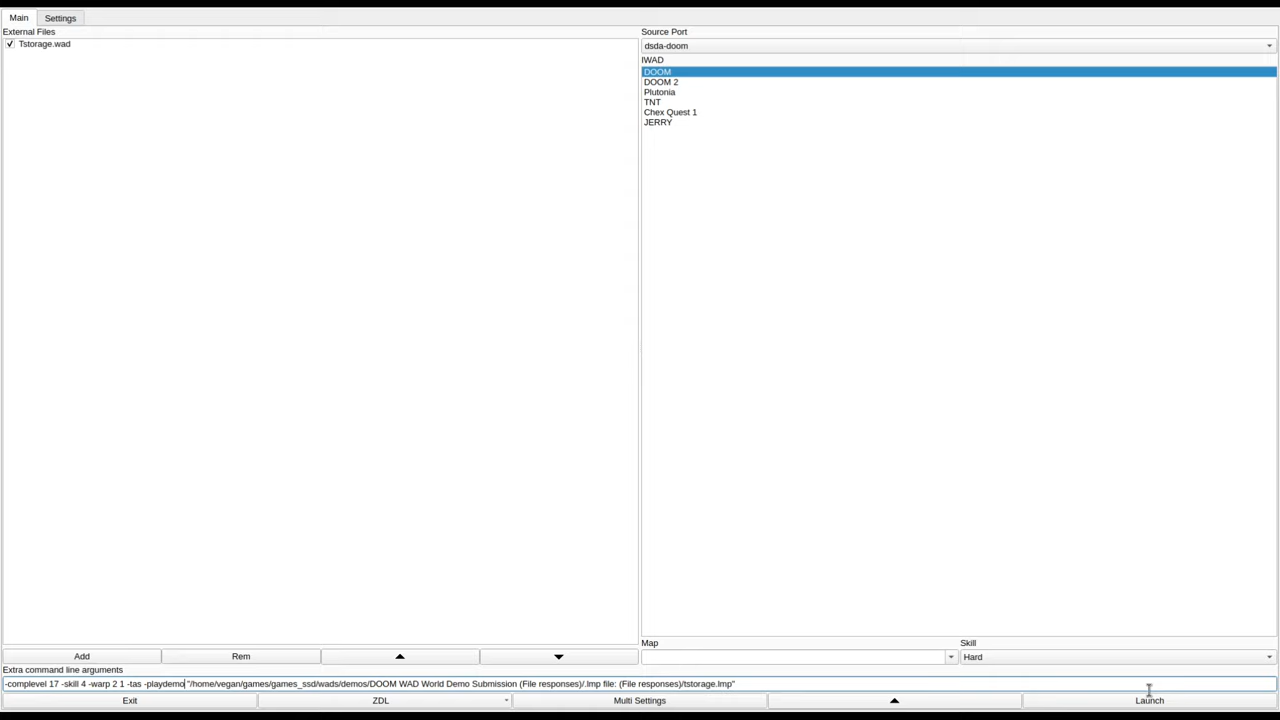 Main Settings
External Files
Tstorage.wad
Source Port
dsda-doom
IWAD
DOOM
DOOM 2
Plutonia
TNT
Chex Quest 1
JERRY
Add Rem
Map Skill
Hard
Extra command line arguments
-complevel 17 -skill 4 -warp 2 1 -tas -playdemo "/home/vegan/games/games_ssd/wads/demos/DOOM WAD World Demo Submission (File responses)/.lmp file: (File responses)/tstorage.lmp"
Exit ZDL Multi Settings Launch